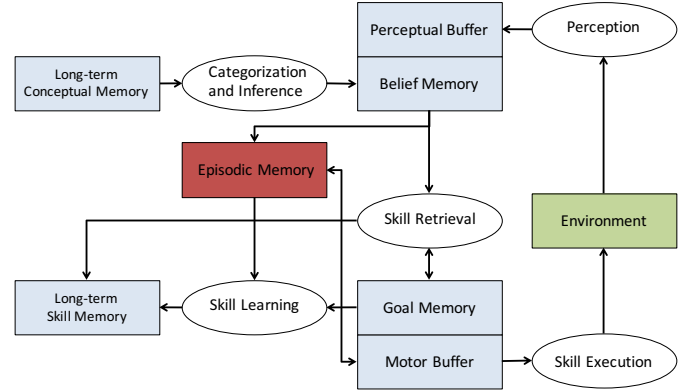 Perceptual Buffer
Perception
Long-term
Conceptual Memory
Categorization
and Inference
Belief Memory
Episodic Memory
Skill Retrieval
Environment
Long-term
Skill Memory
Skill Learning
Goal Memory
Motor Buffer
Skill Execution